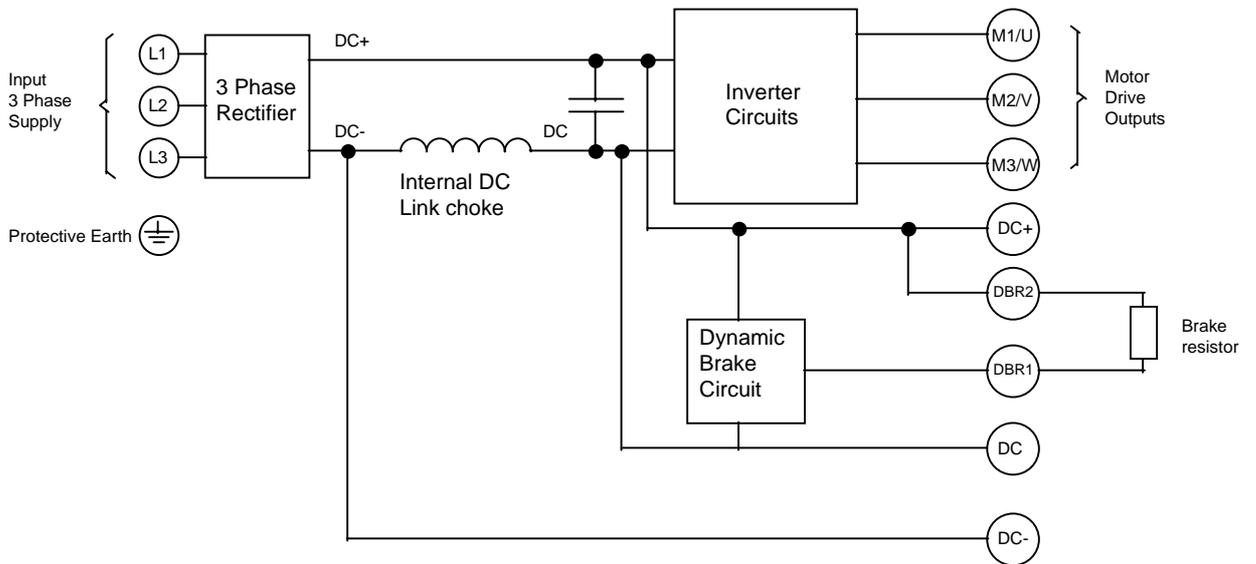 Input
3 Phase
Supply
L1
L2
L3
Protective Earth
3 Phase
Rectifier
DC+
DC-
DC
Internal DC
Link choke
Inverter
Circuits
M1/U
M2/V
M3/W
Motor
Drive
Outputs
DC+
DBR2
DBR1
Brake
resistor
Dynamic
Brake
Circuit
DC
DC-